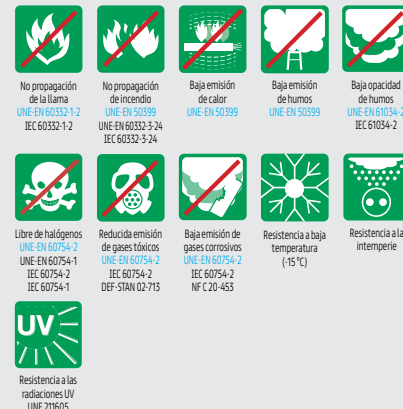 No propagación
de la llama
UNE-EN 60332-1-2
IEC 60332-1-2
No propagación
de incendio
UNE-EN 50399
UNE-EN 60332-3-24
IEC 60332-3-24
Baja emisión
de calor
UNE-EN 50399
Baja emisión
de humos
UNE-EN 50399
Baja opacidad
de humos
UNE-EN 61034-2
IEC 61034-2
Libre de halógenos
UNE-EN 60754-2
UNE-EN 60754-1
IEC 60754-2
IEC 60754-1
Reducida emisión
de gases tóxicos
UNE-EN 60754-2
IEC 60754-2
DEF-STAN 02-713
Baja emisión de
gases corrosivos
UNE-EN 60754-2
IEC 60754-2
NF C 20-453
Resistencia a baja
temperatura
(-15 °C)
Resistencia a la
intemperie
UV
Resistencia a las
radiaciones UV
UNE 211605